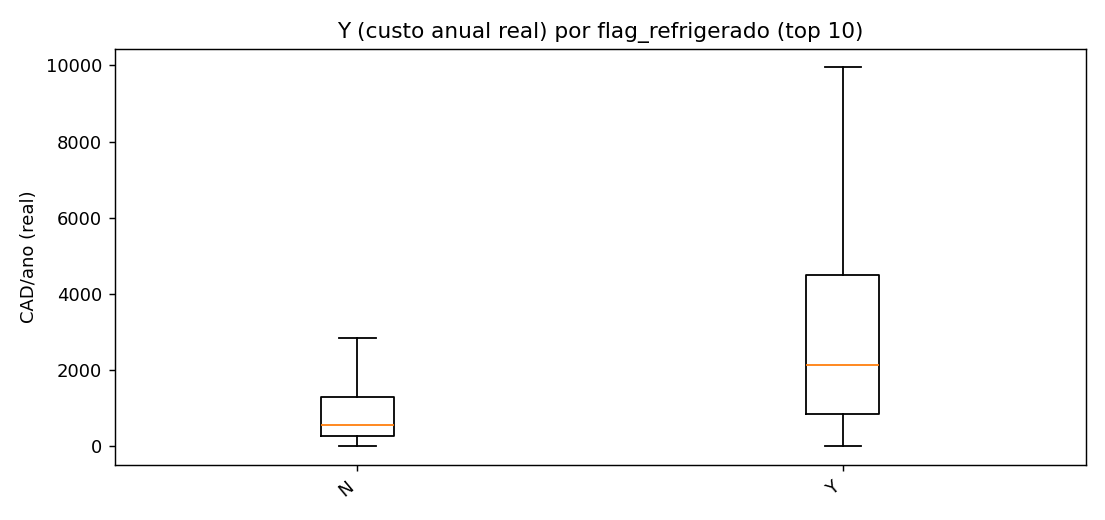 Y (custo anual real) por flag_refrigerado (top 10)
CAD/ano (real)
10000
8000
6000
4000
2000
0
N
Y